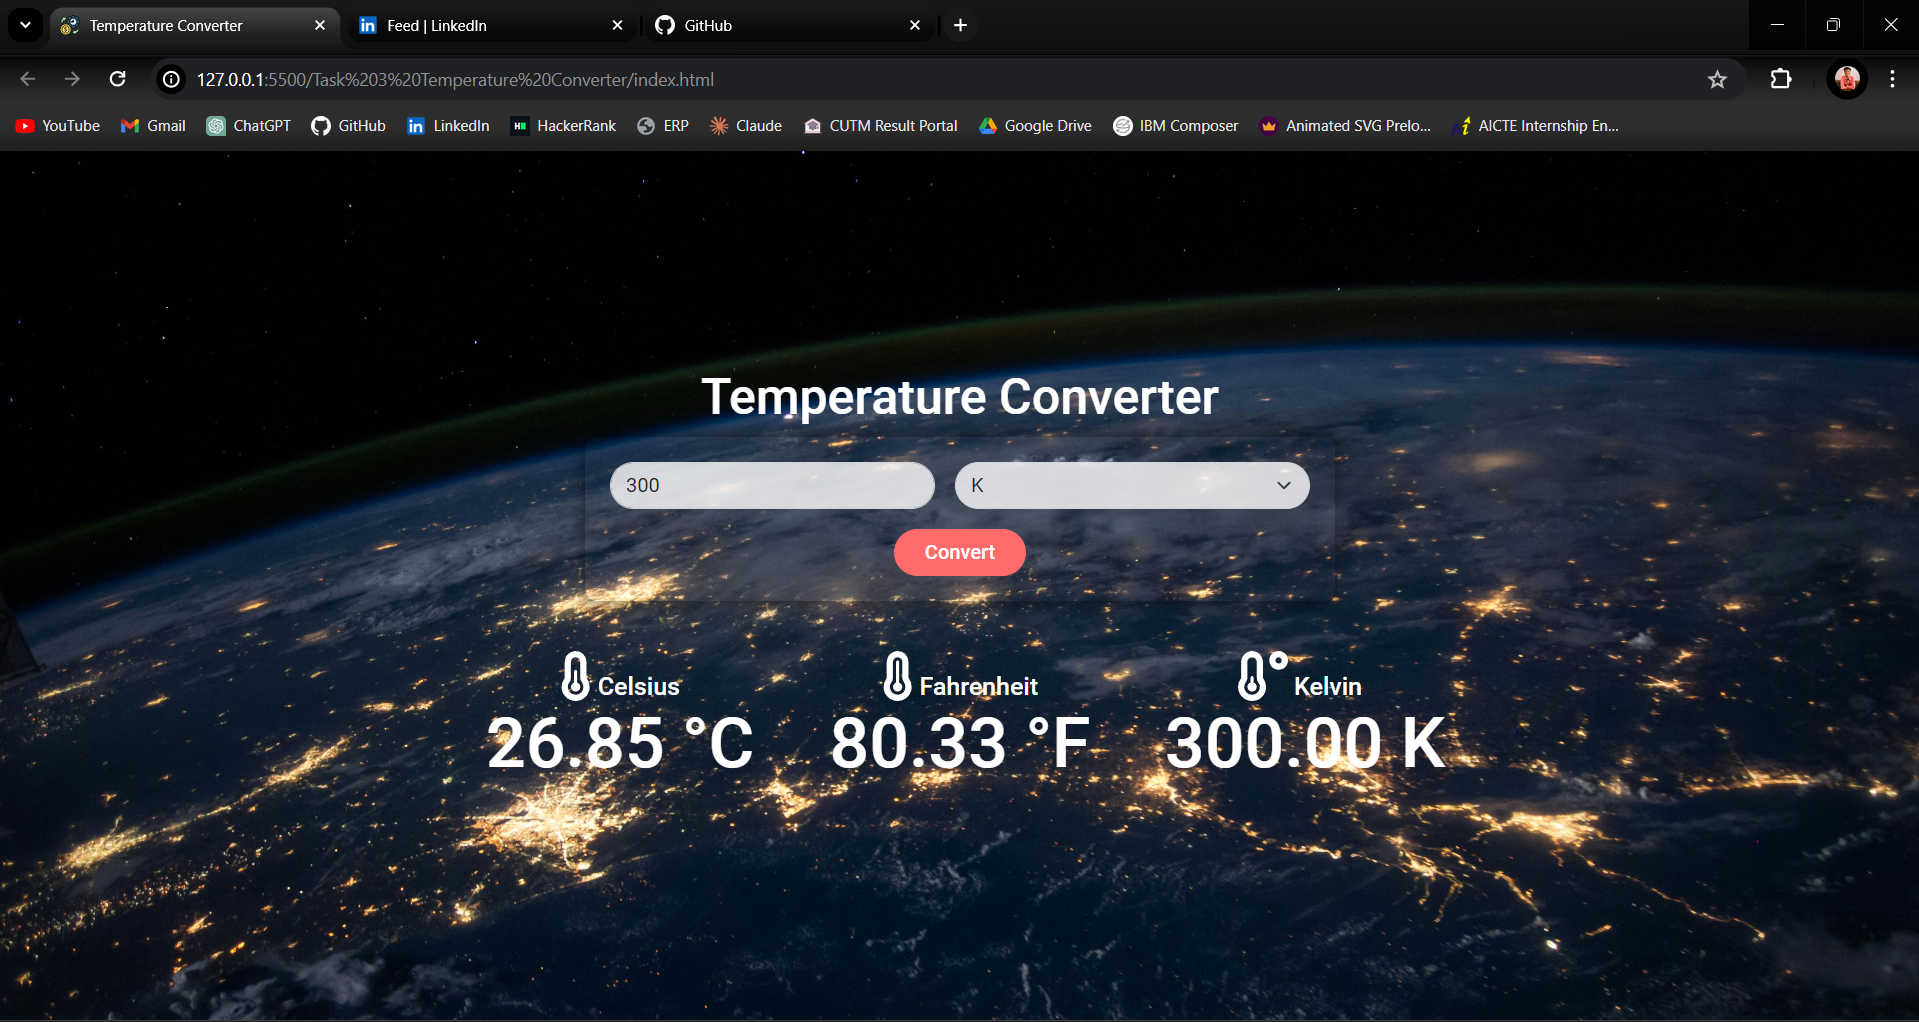 Temperature Converter
Feed | LinkedIn
GitHub
127.0.0.1:5500/Task%203%20Temperature%20Converter/index.html
YouTube
Gmail
ChatGPT
GitHub
LinkedIn
HackerRank
ERP
Claude
CUTM Result Portal
Google Drive
IBM Composer
Animated SVG Prelo...
AICTE Internship En...
Temperature Converter
300
K
Convert
Celsius
Fahrenheit
Kelvin
26.85 °C
80.33 °F
300.00 K